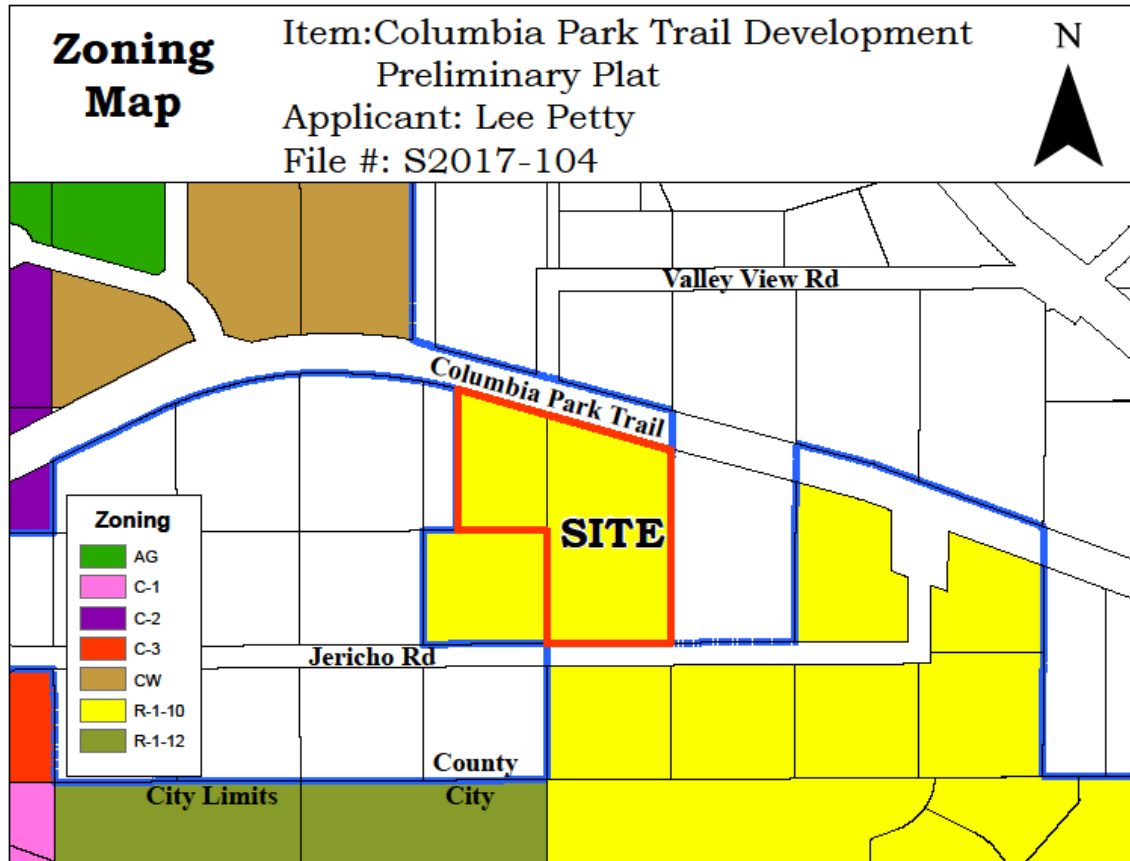 Zoning
Map
Item:Columbia Park Trail Development
Preliminary Plat
Applicant: Lee Petty
File #: S2017-104
N
Valley View Rd
Columbia Park Trail
SITE
Zoning
AG
C-1
C-2
C-3
CW
R-1-10
R-1-12
Jericho Rd
County
City Limits
City